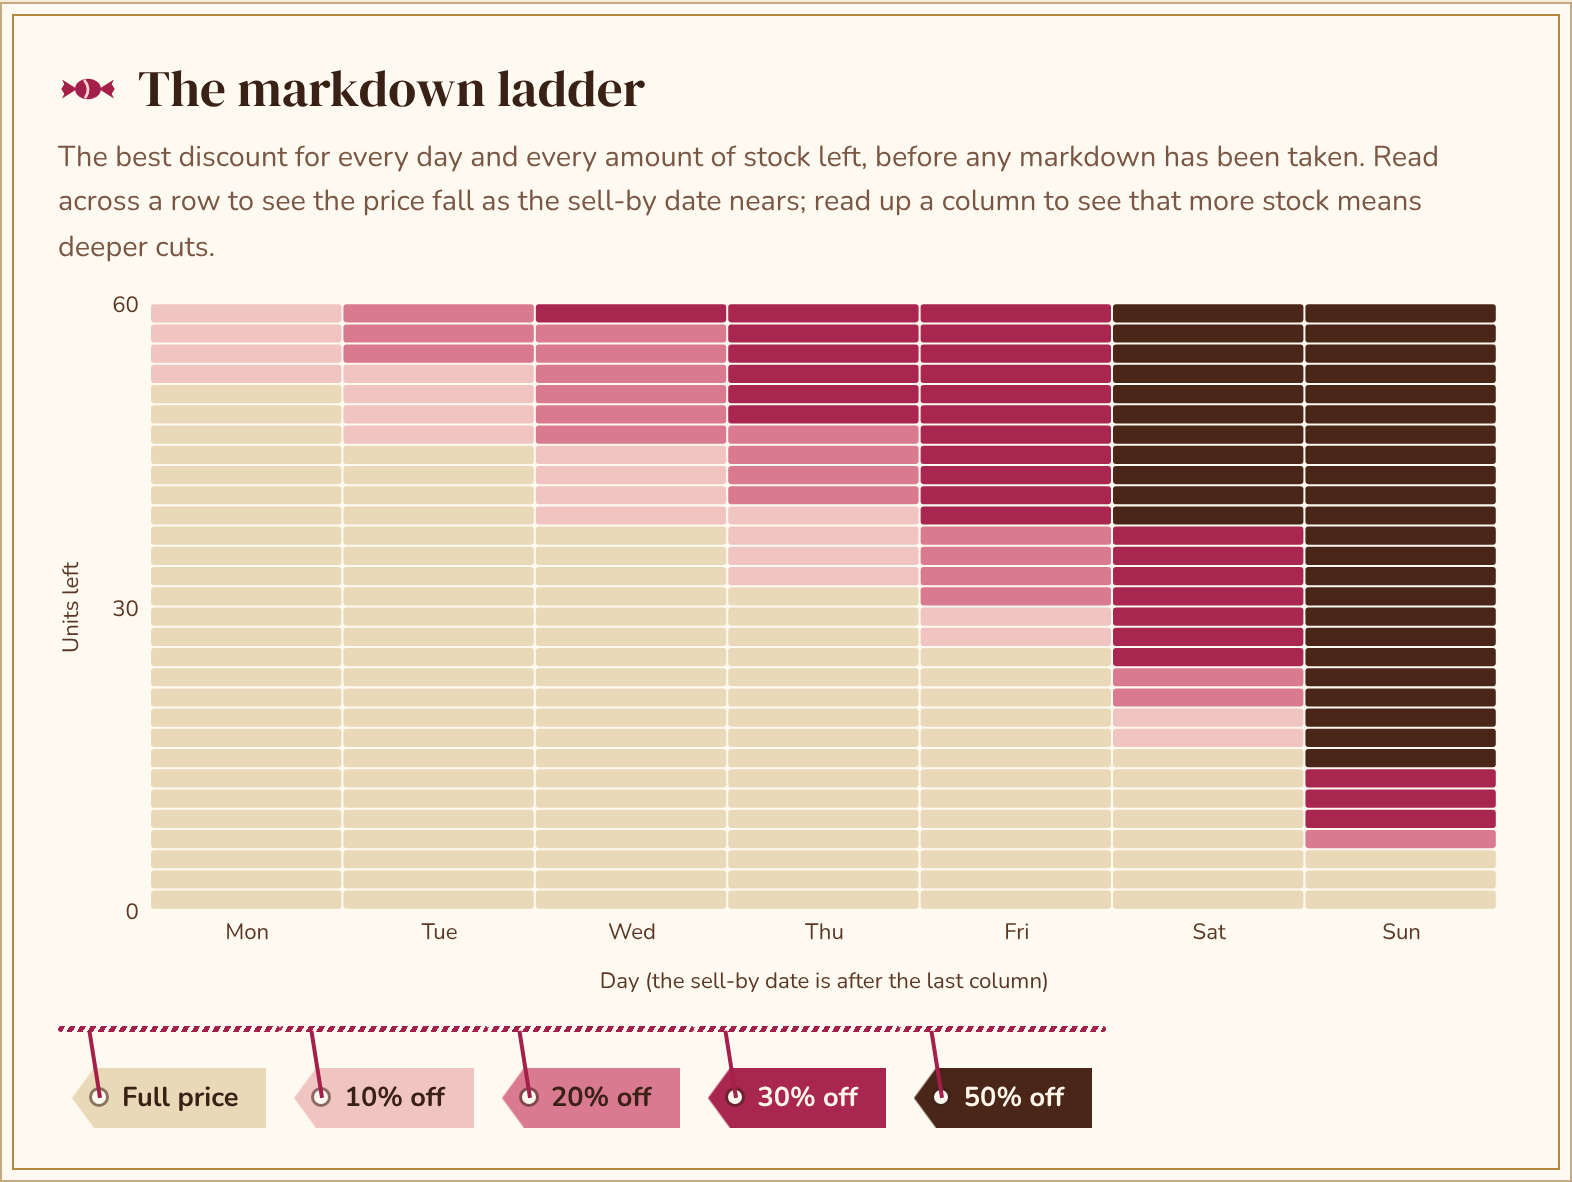 The markdown ladder
The best discount for every day and every amount of stock left, before any markdown has been taken. Read
across a row to see the price fall as the sell-by date nears; read up a column to see that more stock means
deeper cuts.
60
30
0
Units left
Mon Tue Wed Thu Fri Sat Sun
Day (the sell-by date is after the last column)
Full price 10% off 20% off 30% off 50% off